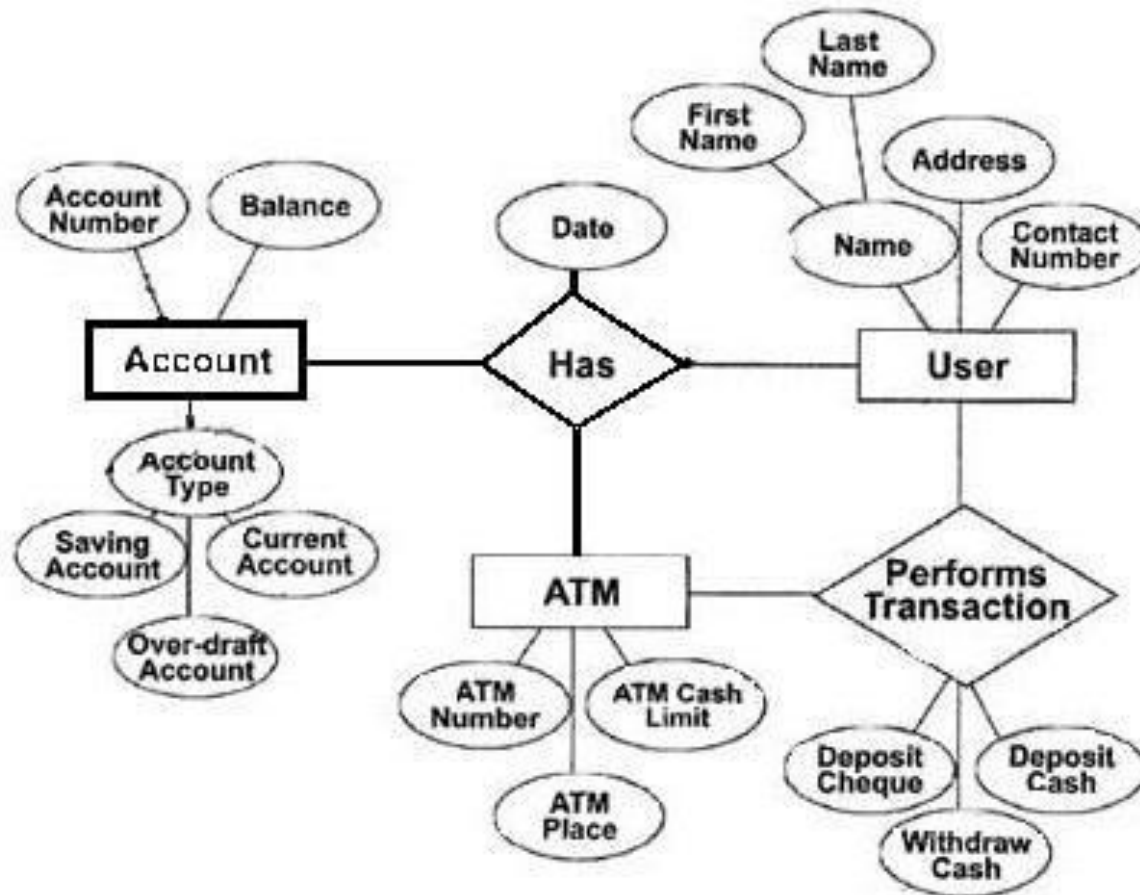 Last
Name
First
Name
Address
Account
Number
Balance
Date
Name
Contact
Number
Account
Has
User
Account
Type
Saving
Account
Current
Account
Over-draft
Account
ATM
Performs
Transaction
ATM
Number
ATM Cash
Limit
ATM
Place
Deposit
Cheque
Deposit
Cash
Withdraw
Cash